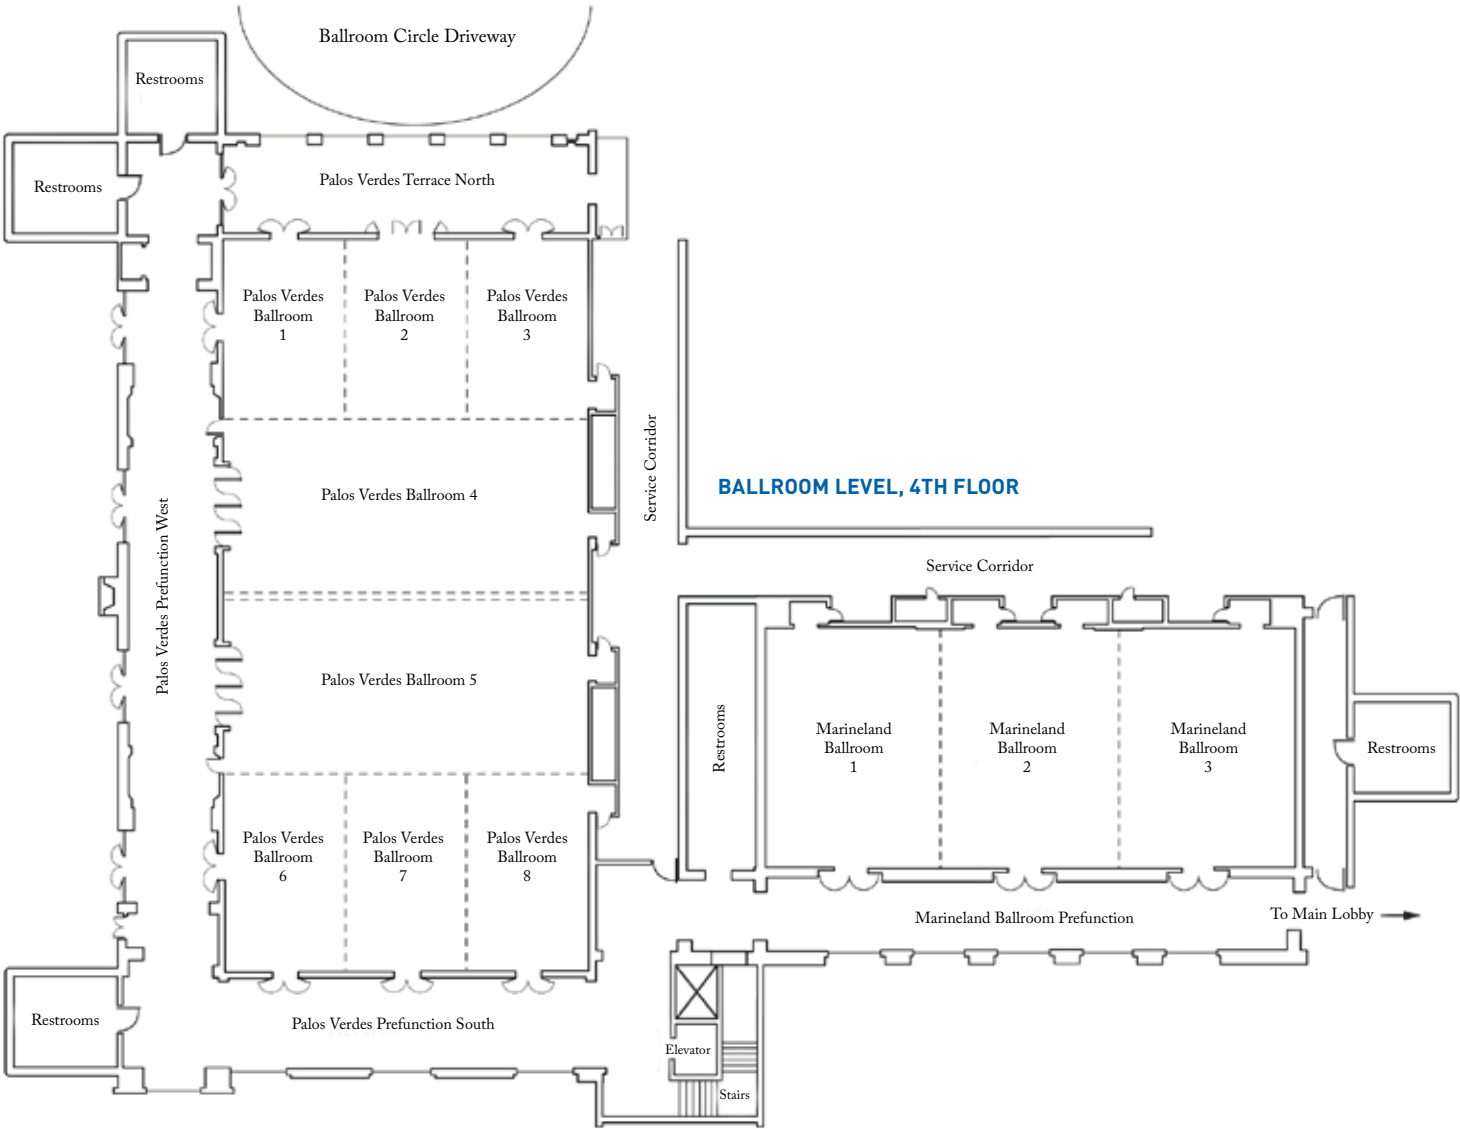 Ballroom Circle Driveway
Restrooms
Restrooms
Palos Verdes Terrace North
Palos Verdes
Ballroom
1
Palos Verdes
Ballroom
2
Palos Verdes
Ballroom
3
Service Corridor
BALLROOM LEVEL, 4TH FLOOR
Palos Verdes Ballroom 4
Palos Verdes Prefunction West
Service Corridor
Palos Verdes Ballroom 5
Restrooms
Marineland
Ballroom
1
Marineland
Ballroom
2
Marineland
Ballroom
3
Restrooms
Palos Verdes
Ballroom
6
Palos Verdes
Ballroom
7
Palos Verdes
Ballroom
8
Marineland Ballroom Prefunction
To Main Lobby
Restrooms
Palos Verdes Prefunction South
Elevator
Stairs